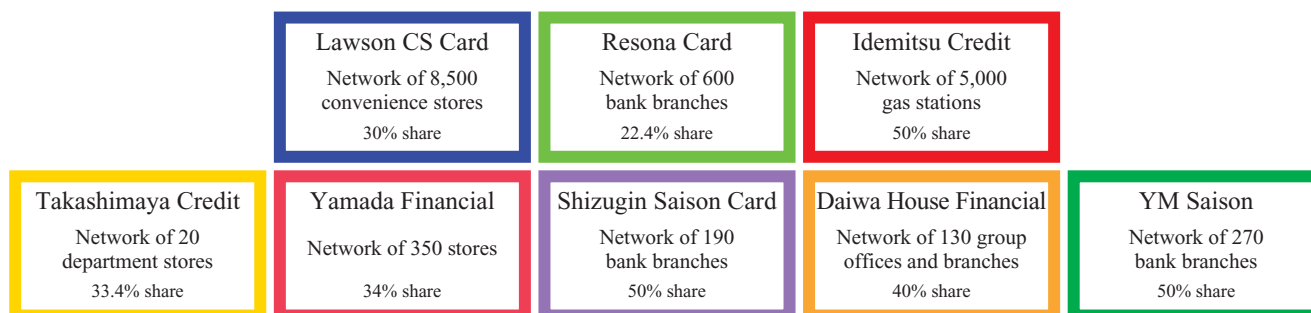 Lawson CS Card
Network of 8,500
convenience stores
30% share
Resona Card
Network of 600
bank branches
22.4% share
Idemitsu Credit
Network of 5,000
gas stations
50% share
Takashimaya Credit
Network of 20
department stores
33.4% share
Yamada Financial
Network of 350 stores
34% share
Shizugin Saison Card
Network of 190
bank branches
50% share
Daiwa House Financial
Network of 130 group
offices and branches
40% share
YM Saison
Network of 270
bank branches
50% share